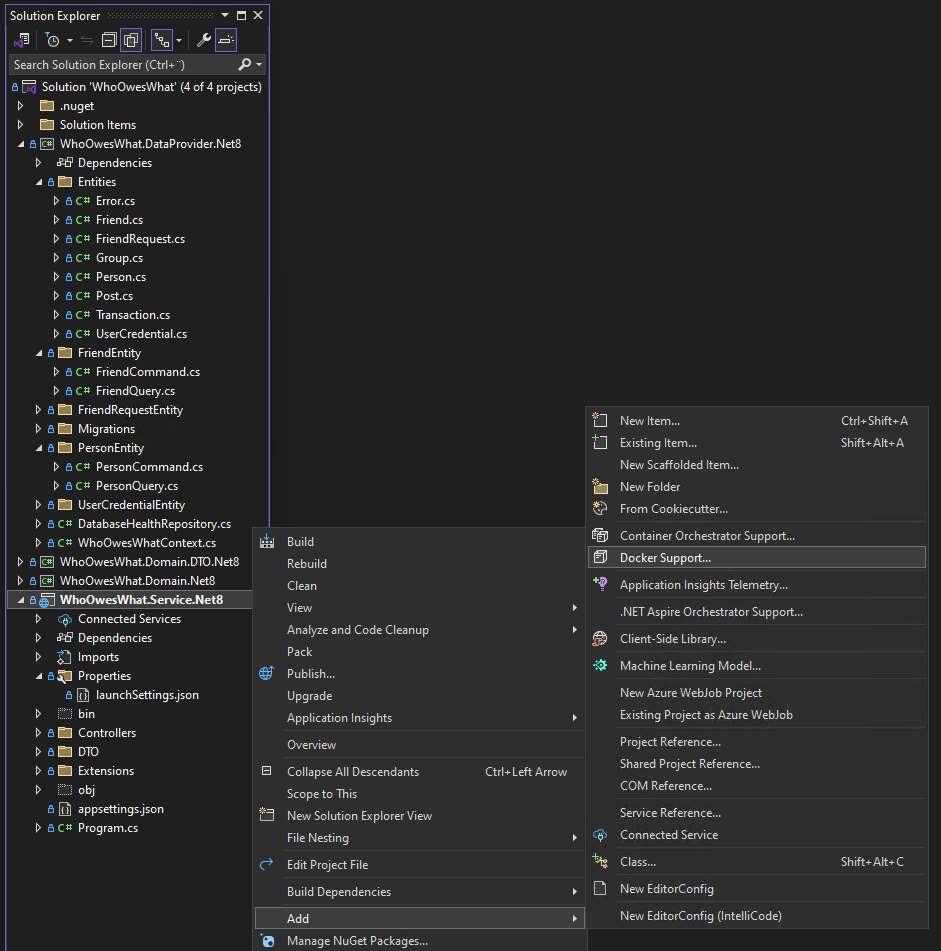 Solution Explorer
Search Solution Explorer (Ctrl+¨)
Solution 'WhoOwesWhat' (4 of 4 projects)
.nuget
Solution Items
C# WhoOwesWhat.DataProvider.Net8
Dependencies
Entities
C# Error.cs
C# Friend.cs
C# FriendRequest.cs
C# Group.cs
C# Person.cs
C# Post.cs
C# Transaction.cs
C# UserCredential.cs
FriendEntity
C# FriendCommand.cs
C# FriendQuery.cs
FriendRequestEntity
Migrations
PersonEntity
C# PersonCommand.cs
C# PersonQuery.cs
UserCredentialEntity
C# DatabaseHealthRepository.cs
C# WhoOwesWhatContext.cs
C# WhoOwesWhat.Domain.DTO.Net8
C# WhoOwesWhat.Domain.Net8
WhoOwesWhat.Service.Net8
Connected Services
Dependencies
Imports
Properties
launchSettings.json
bin
Controllers
DTO
Extensions
obj
appsettings.json
C# Program.cs
Build
Rebuild
Clean
View
Analyze and Code Cleanup
Pack
Publish...
Upgrade
Application Insights
Overview
Collapse All Descendants Ctrl+Left Arrow
Scope to This
New Solution Explorer View
File Nesting
Edit Project File
Build Dependencies
Add
Manage NuGet Packages...
New Item... Ctrl+Shift+A
Existing Item... Shift+Alt+A
New Scaffolded Item...
New Folder
From Cookiecutter...
Container Orchestrator Support...
Docker Support...
Application Insights Telemetry...
.NET Aspire Orchestrator Support...
Client-Side Library...
Machine Learning Model...
New Azure WebJob Project
Existing Project as Azure WebJob
Project Reference...
Shared Project Reference...
COM Reference...
Service Reference...
Connected Service
Class... Shift+Alt+C
New EditorConfig
New EditorConfig (IntelliCode)